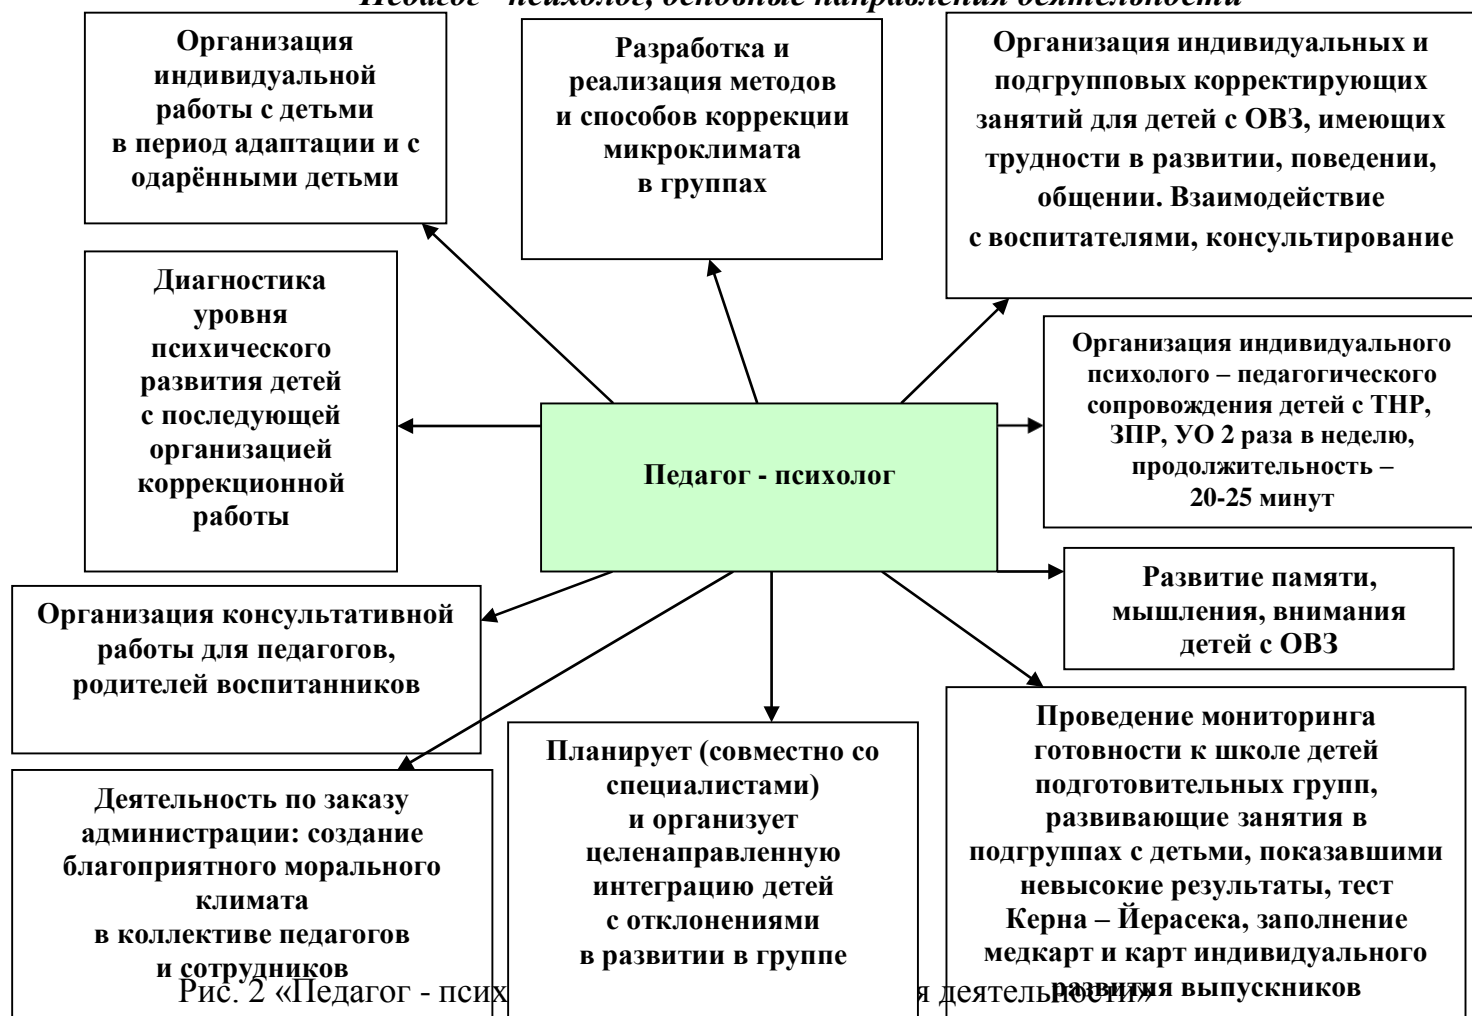 Педагог - психолог, основные направления деятельности
Организация
индивидуальной
работы с детьми
в период адаптации и с
одарёнными детьми
Разработка и
реализация методов
и способов коррекции
микроклимата
в группах
Организация индивидуальных и
подгрупповых корректирующих
занятий для детей с ОВЗ, имеющих
трудности в развитии, поведении,
общении. Взаимодействие
с воспитателями, консультирование
Диагностика
уровня
психического
развития детей
с последующей
организацией
коррекционной
работы
Организация индивидуального
психолого – педагогического
сопровождения детей с ТНР,
ЗПР, УО 2 раза в неделю,
продолжительность –
20-25 минут
Педагог - психолог
Развитие памяти,
мышления, внимания
детей с ОВЗ
Организация консультативной
работы для педагогов,
родителей воспитанников
Деятельность по заказу
администрации: создание
благоприятного морального
климата
в коллективе педагогов
и сотрудников
Планирует (совместно со
специалистами)
и организует
целенаправленную
интеграцию детей
с отклонениями
в развитии в группе
Проведение мониторинга
готовности к школе детей
подготовительных групп,
развивающие занятия в
подгруппах с детьми, показавшими
невысокие результаты, тест
Керна – Йерасека, заполнение
медкарт и карт индивидуального
развития выпускников
Рис. 2 «Педагог - псих я деятельности»